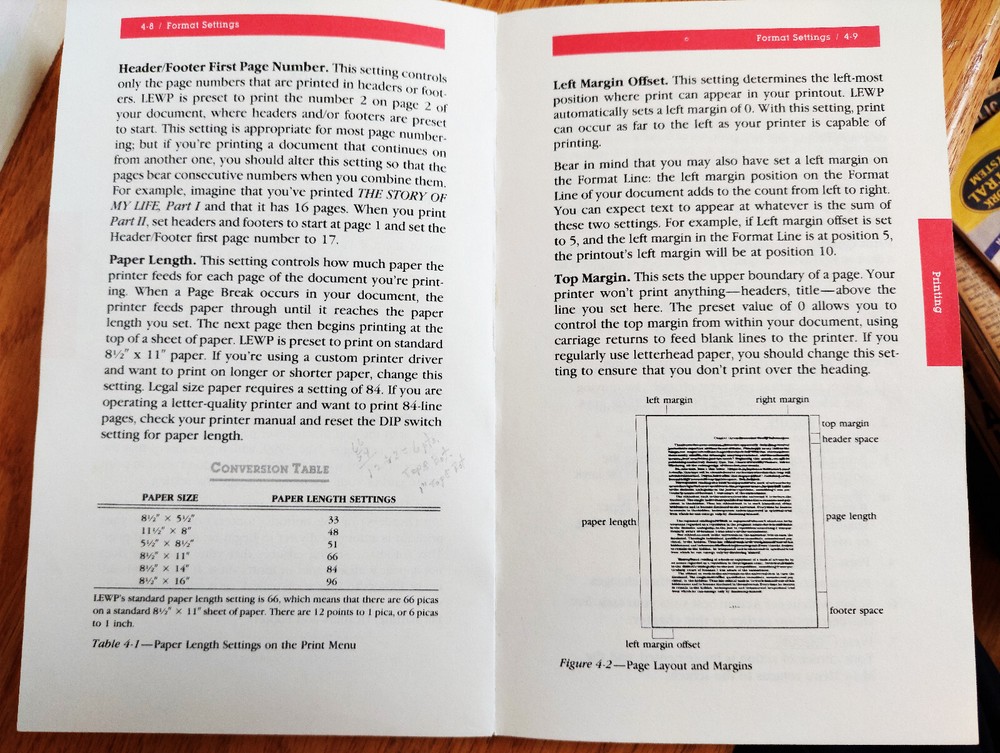 4-8 / Format Settings
Header/Footer First Page Number. This setting controls
only the page numbers that are printed in headers or foot-
ers. LEWP is preset to print the number 2 on page 2 of
your document, where headers and/or footers are preset
to start. This setting is appropriate for most page number-
ing; but if you're printing a document that continues on
from another one, you should alter this setting so that the
pages bear consecutive numbers when you combine them.
For example, imagine that you've printed THE STORY OF
MY LIFE, Part I and that it has 16 pages. When you print
Part II, set headers and footers to start at page 1 and set the
Header/Footer first page number to 17.
Paper Length. This setting controls how much paper the
printer feeds for each page of the document you're print-
ing. When a Page Break occurs in your document, the
printer feeds paper through until it reaches the paper
length you set. The next page then begins printing at the
top of a sheet of paper. LEWP is preset to print on standard
8½" x 11" paper. If you're using a custom printer driver
and want to print on longer or shorter paper, change this
setting. Legal size paper requires a setting of 84. If you are
operating a letter-quality printer and want to print 84-line
pages, check your printer manual and reset the DIP switch
setting for paper length.
CONVERSION TABLE
PAPER SIZE PAPER LENGTH SETTINGS
8½" × 5½" 33
11½" × 8" 48
5½" × 8½" 51
8½" × 11" 66
8½" × 14" 84
8½" × 16" 96
LEWP's standard paper length setting is 66, which means that there are 66 picas
on a standard 8½" × 11" sheet of paper. There are 12 points to 1 pica, or 6 picas
to 1 inch.
Table 4-1—Paper Length Settings on the Print Menu
Format Settings / 4-9
Left Margin Offset. This setting determines the left-most
position where print can appear in your printout. LEWP
automatically sets a left margin of 0. With this setting, print
can occur as far to the left as your printer is capable of
printing.
Bear in mind that you may also have set a left margin on
the Format Line: the left margin position on the Format
Line of your document adds to the count from left to right.
You can expect text to appear at whatever is the sum of
these two settings. For example, if Left margin offset is set
to 5, and the left margin in the Format Line is at position 5,
the printout's left margin will be at position 10.
Top Margin. This sets the upper boundary of a page. Your
printer won't print anything—headers, title—above the
line you set here. The preset value of 0 allows you to
control the top margin from within your document, using
carriage returns to feed blank lines to the printer. If you
regularly use letterhead paper, you should change this set-
ting to ensure that you don't print over the heading.
left margin right margin
top margin
header space
paper length
page length
footer space
left margin offset
Figure 4-2—Page Layout and Margins
Printing